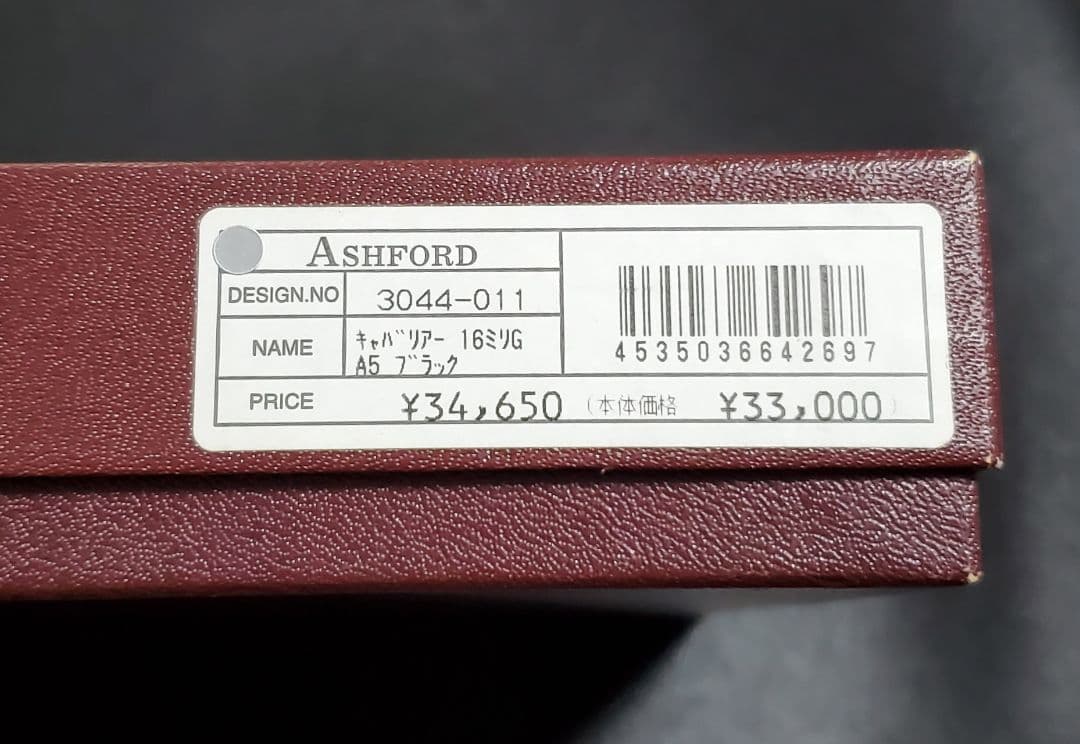 ASHFORD
DESIGN.NO 3044-011
NAME ｷｬﾊﾞﾘｱｰ 16ﾐﾘG
A5 ﾌﾞﾗｯｸ
4535036642697
PRICE ¥34,650 (本体価格 ¥33,000)